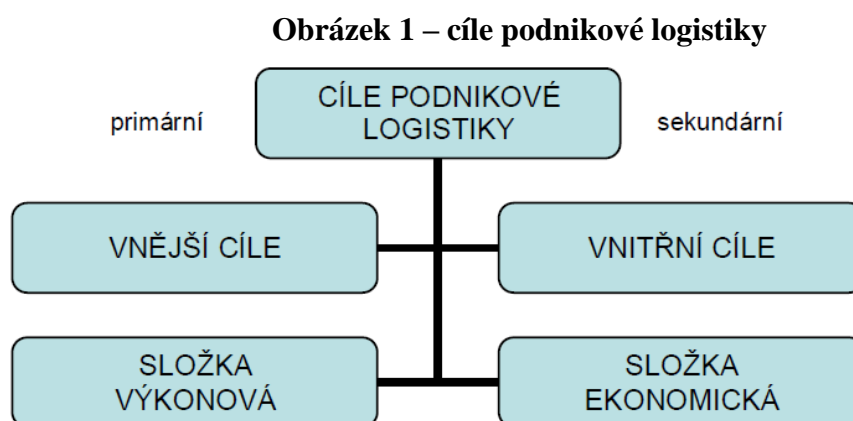 Obrázek 1 – cíle podnikové logistiky
CÍLE PODNIKOVÉ
LOGISTIKY
primární
sekundární
VNĚJŠÍ CÍLE
VNITŘNÍ CÍLE
SLOŽKA
VÝKONOVÁ
SLOŽKA
EKONOMICKÁ